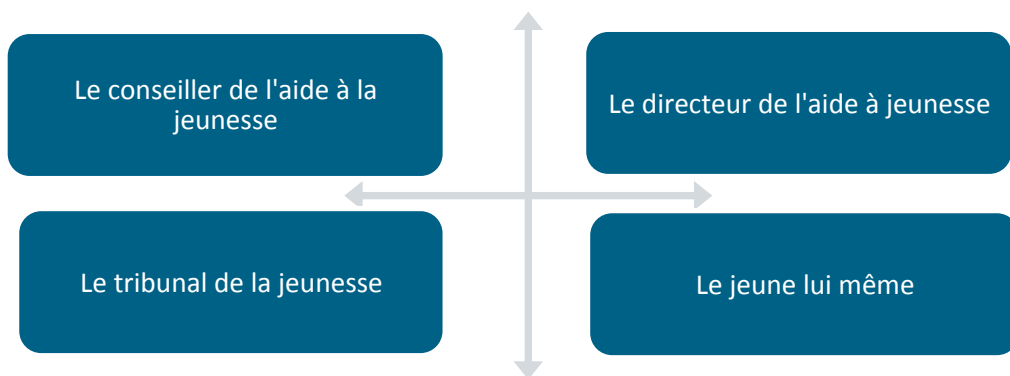 Le conseiller de l'aide à la
jeunesse
Le directeur de l'aide à jeunesse
Le tribunal de la jeunesse
Le jeune lui même